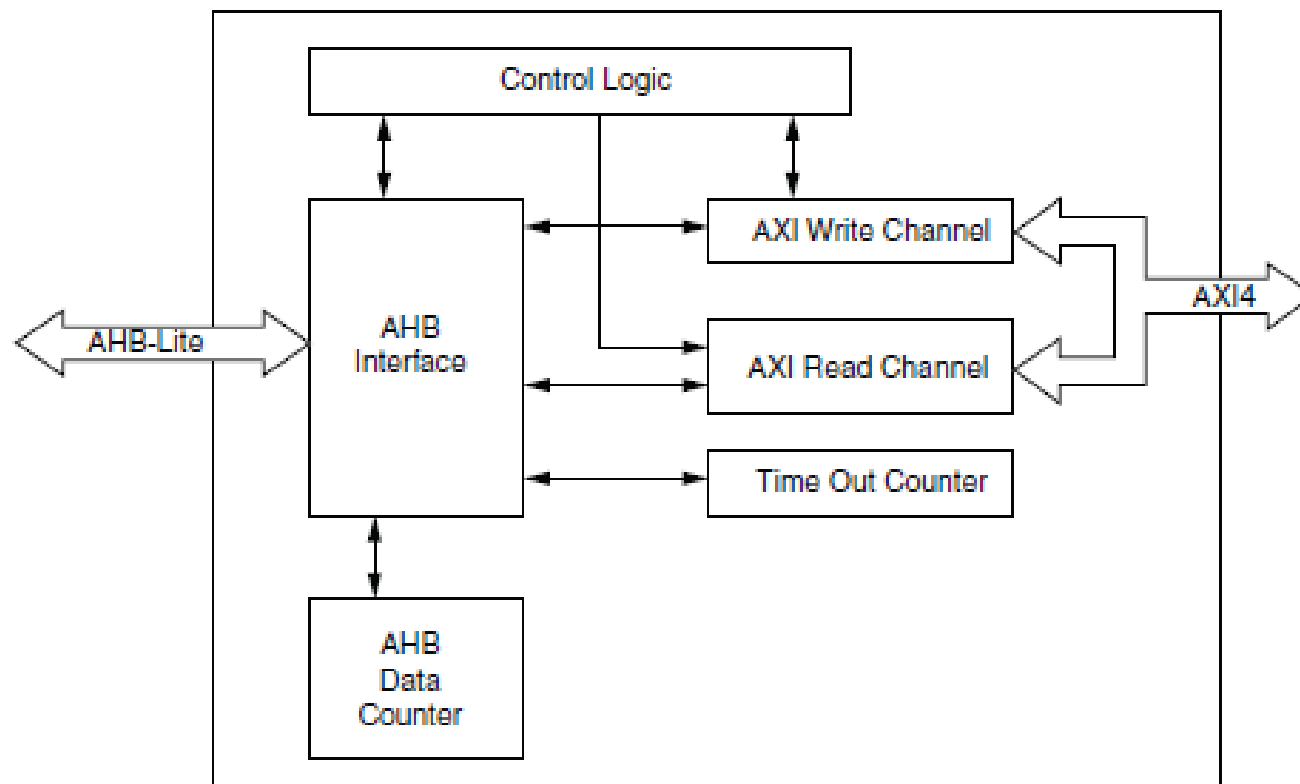 Control Logic
AXI Write Channel
AXI4
AHB-Lite
AHB
Interface
AXI Read Channel
Time Out Counter
AHB
Data
Counter